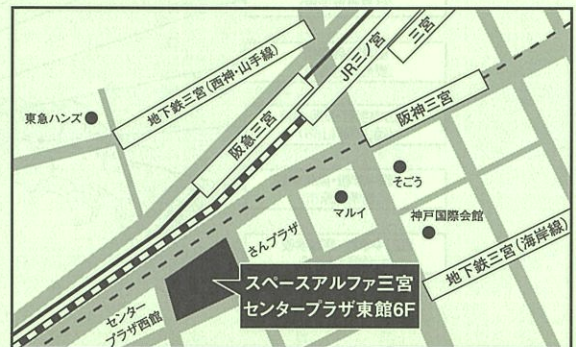 三宮
JR三ノ宮
地下鉄三宮(西神・山手線)
阪急三宮
阪神三宮
東急ハンズ
そごう
マルイ
神戸国際会館
さんプラザ
地下鉄三宮(海岸線)
スペースアルファ三宮
センタープラザ東館6F
センター
プラザ西館